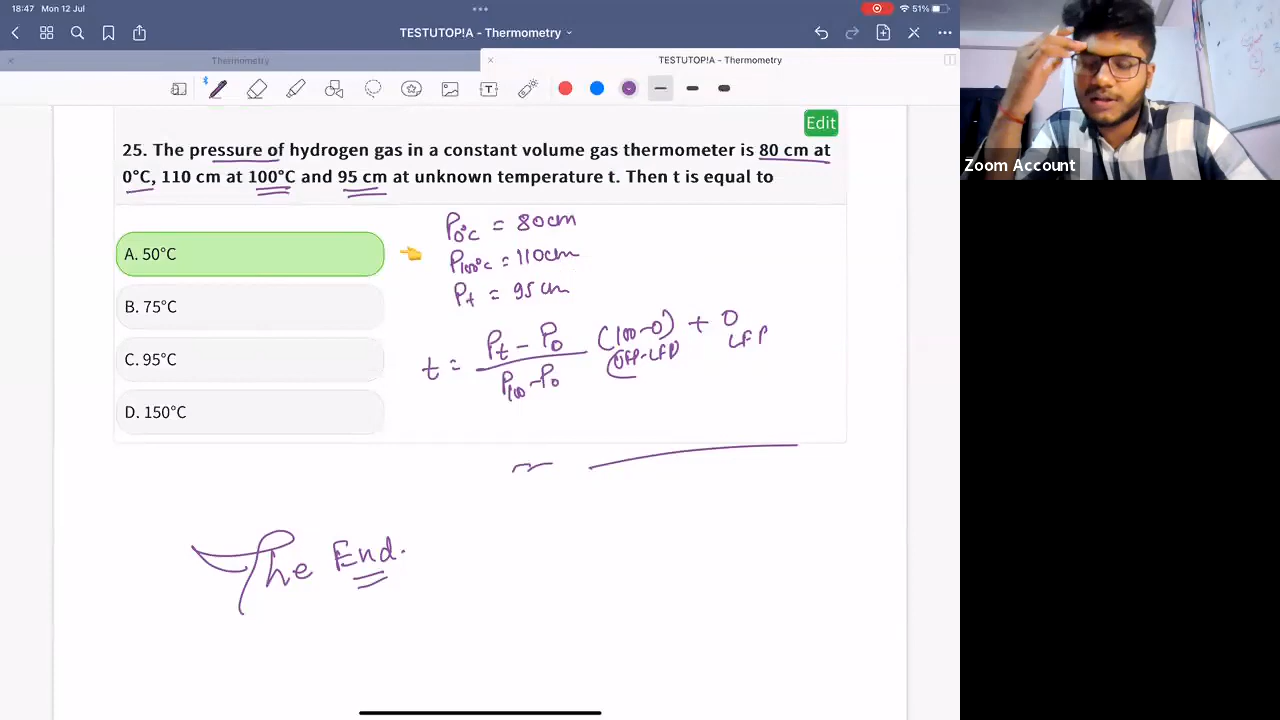 18:47 Mon 12 Jul
51%
TESTUTOP!A - Thermometry
Thermometry
TESTUTOP!A - Thermometry
Edit
25. The pressure of hydrogen gas in a constant volume gas thermometer is 80 cm at
0°C, 110 cm at 100°C and 95 cm at unknown temperature t. Then t is equal to
A. 50°C
B. 75°C
C. 95°C
D. 150°C
P0°C = 80cm
P100°C = 110cm
Pt = 95cm
t = Pt - P0 / P100 - P0 (100-0) + 0
UFP-LFP LFP
The End.
Zoom Account